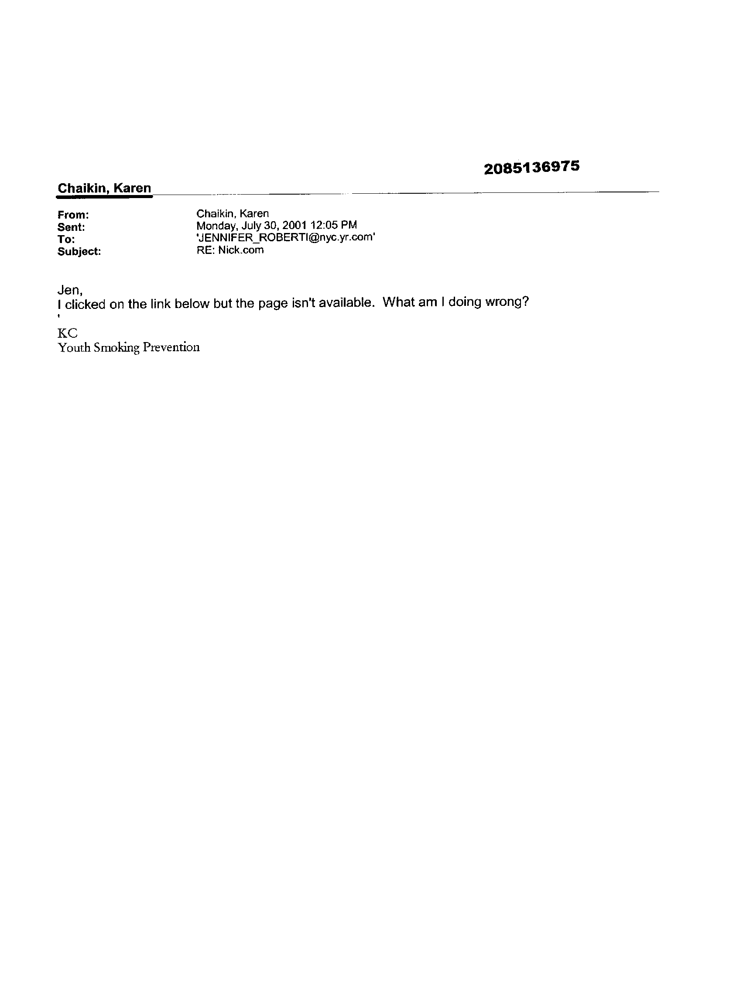 2085136975
Chaikin, Karen
From: Chaikin, Karen
Sent: Monday, July 30, 2001 12:05 PM
To: 'JENNIFER_ROBERTI@nyc.yr.com'
Subject: RE: Nick.com
Jen,
I clicked on the link below but the page isn't available. What am I doing wrong?
'
KC
Youth Smoking Prevention